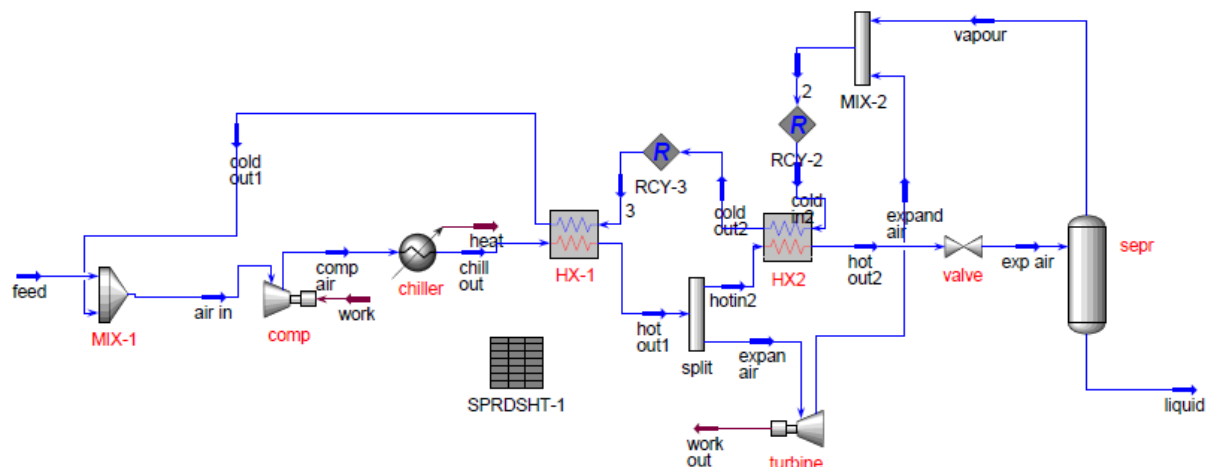 vapour
2
MIX-2
R
RCY-2
cold
out1
R
RCY-3
3
cold
out2
cold
in2
expand
air
heat
HX-1
HX2
sepr
feed
comp
air
chiller
chill
out
hot
out2
valve
exp air
MIX-1
air in
comp
work
hotin2
hot
out1
split
expan
air
SPRDSHT-1
liquid
work
out
turbine